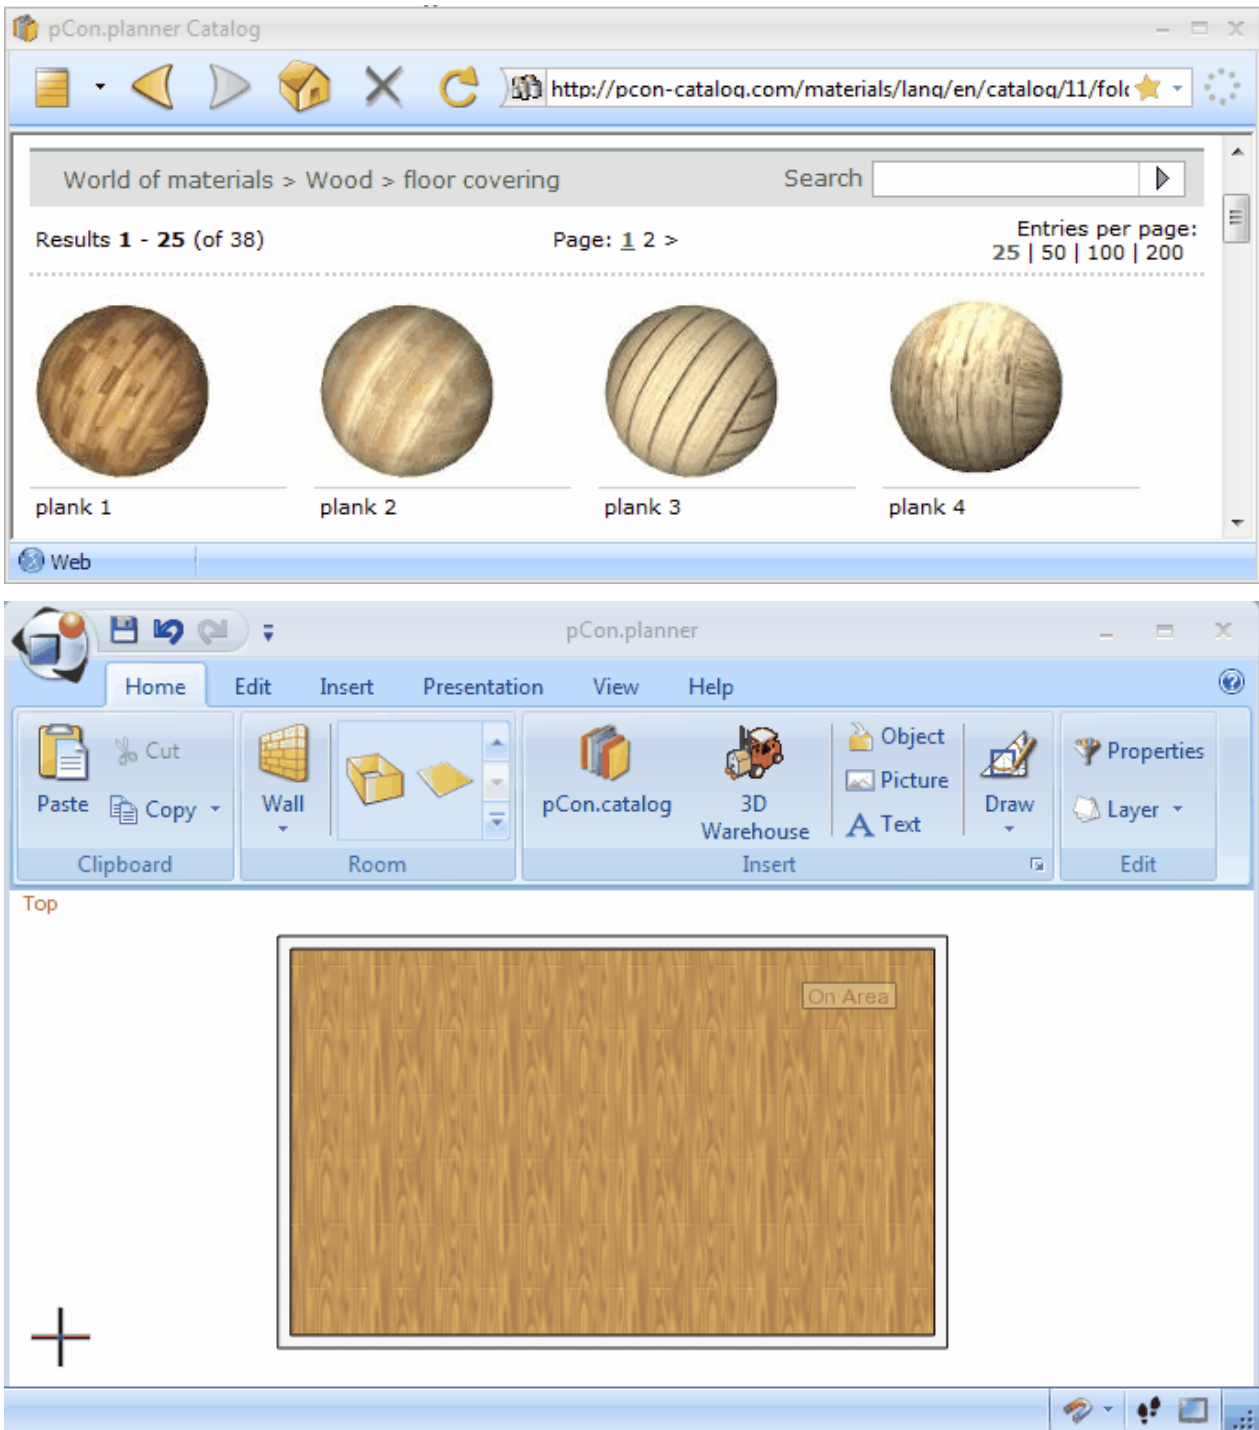 pCon.planner Catalog
http://pcon-catalog.com/materials/lang/en/catalog/11/fold
World of materials > Wood > floor covering
Search
Results 1 - 25 (of 38)
Page: 1 2 >
Entries per page:
25 | 50 | 100 | 200
plank 1
plank 2
plank 3
plank 4
Web
pCon.planner
Home
Edit
Insert
Presentation
View
Help
Paste
Cut
Copy
Clipboard
Wall
Room
pCon.catalog
3D
Warehouse
Object
Picture
Text
Draw
Insert
Properties
Layer
Edit
Top
On Area